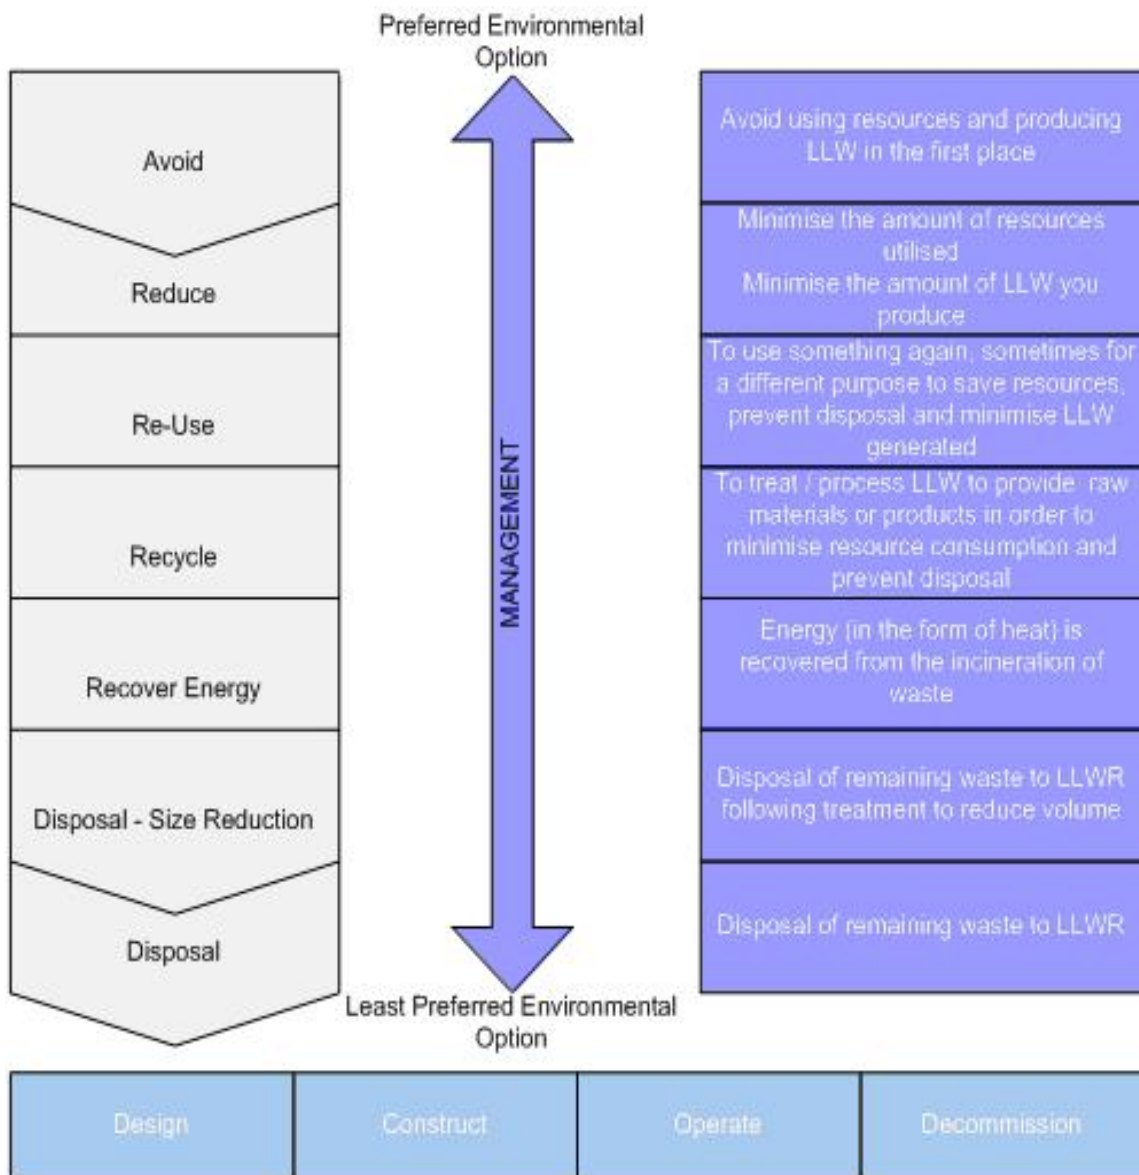 Preferred Environmental
Option
Avoid
Avoid using resources and producing
LLW in the first place
Reduce
Minimise the amount of resources
utilised
Minimise the amount of LLW you
produce
Re-Use
To use something again, sometimes for
a different purpose to save resources,
prevent disposal and minimise LLW
generated
MANAGEMENT
Recycle
To treat / process LLW to provide raw
materials or products in order to
minimise resource consumption and
prevent disposal
Recover Energy
Energy (in the form of heat) is
recovered from the incineration of
waste
Disposal - Size Reduction
Disposal of remaining waste to LLWR
following treatment to reduce volume
Disposal
Disposal of remaining waste to LLWR
Least Preferred Environmental
Option
Design
Construct
Operate
Decommission